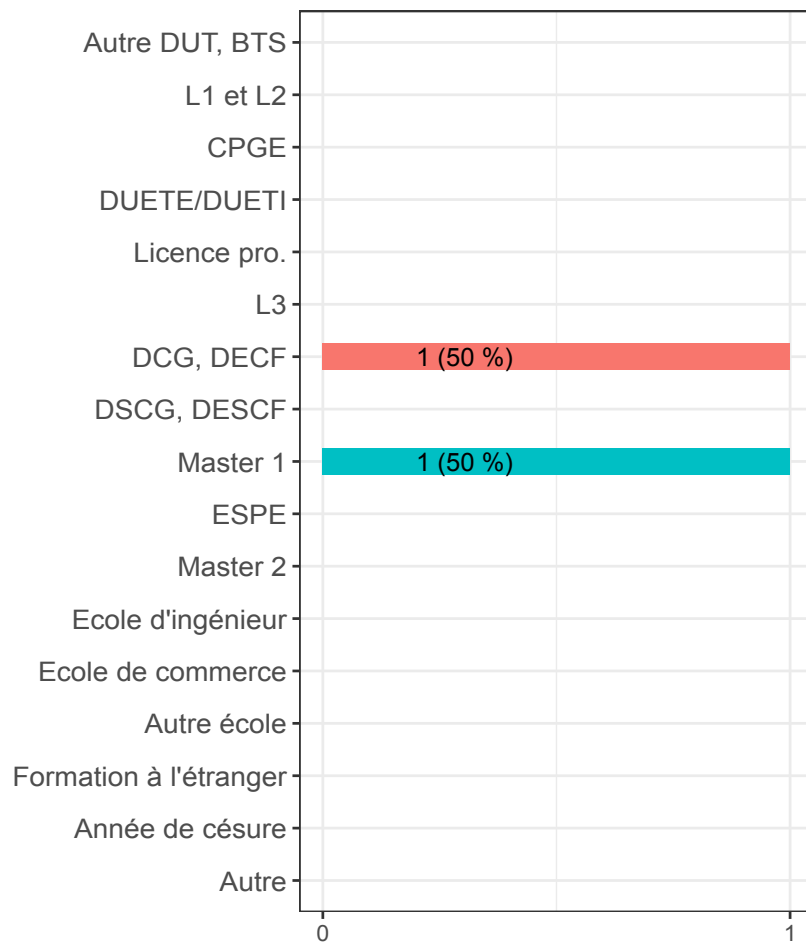 Autre DUT, BTS
L1 et L2
CPGE
DUETE/DUETI
Licence pro.
L3
DCG, DECF
1 (50 %)
DSCG, DESCF
Master 1
1 (50 %)
ESPE
Master 2
Ecole d'ingénieur
Ecole de commerce
Autre école
Formation à l'étranger
Année de césure
Autre
0
1